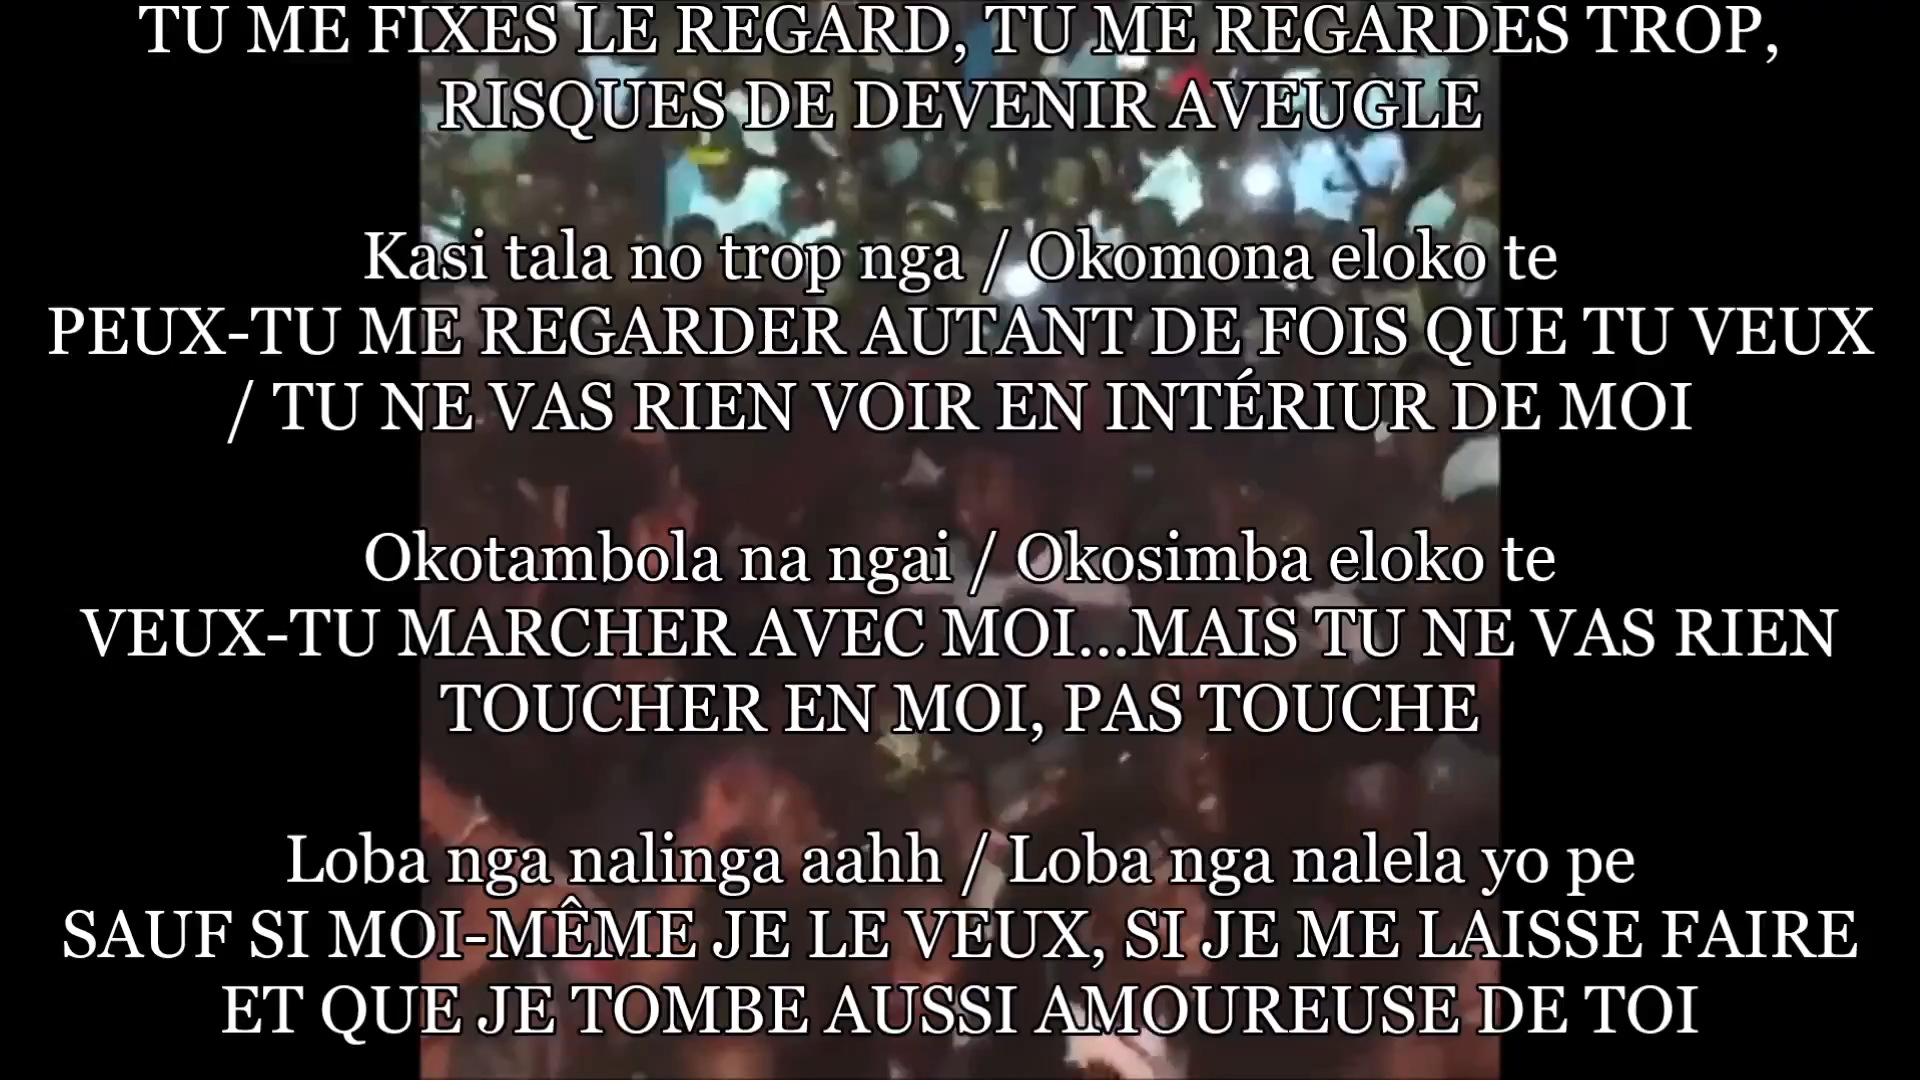 TU ME FIXES LE REGARD, TU ME REGARDES TROP,
RISQUES DE DEVENIR AVEUGLE
Kasi tala no trop nga / Okomona eloko te
PEUX-TU ME REGARDER AUTANT DE FOIS QUE TU VEUX
/ TU NE VAS RIEN VOIR EN INTÉRIUR DE MOI
Okotambola na ngai / Okosimba eloko te
VEUX-TU MARCHER AVEC MOI...MAIS TU NE VAS RIEN
TOUCHER EN MOI, PAS TOUCHE
Loba nga nalinga aahh / Loba nga nalela yo pe
SAUF SI MOI-MÊME JE LE VEUX, SI JE ME LAISSE FAIRE
ET QUE JE TOMBE AUSSI AMOUREUSE DE TOI